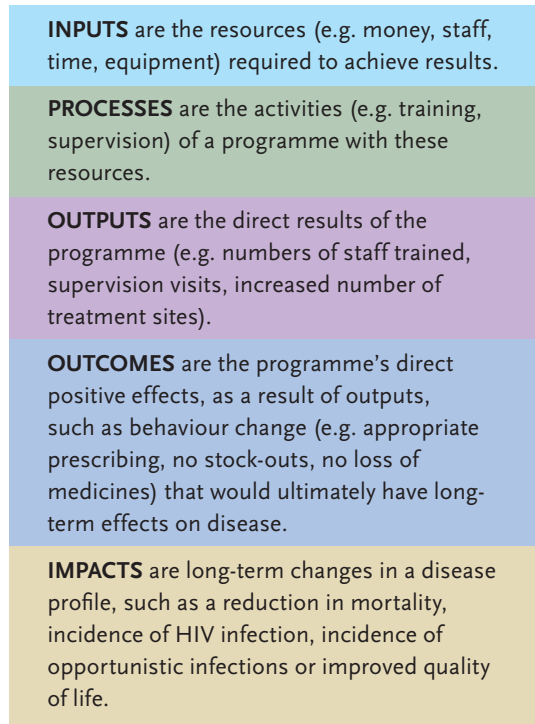 INPUTS are the resources (e.g. money, staff,
time, equipment) required to achieve results.
PROCESSES are the activities (e.g. training,
supervision) of a programme with these
resources.
OUTPUTS are the direct results of the
programme (e.g. numbers of staff trained,
supervision visits, increased number of
treatment sites).
OUTCOMES are the programme’s direct
positive effects, as a result of outputs,
such as behaviour change (e.g. appropriate
prescribing, no stock-outs, no loss of
medicines) that would ultimately have long-
term effects on disease.
IMPACTS are long-term changes in a disease
profile, such as a reduction in mortality,
incidence of HIV infection, incidence of
opportunistic infections or improved quality
of life.